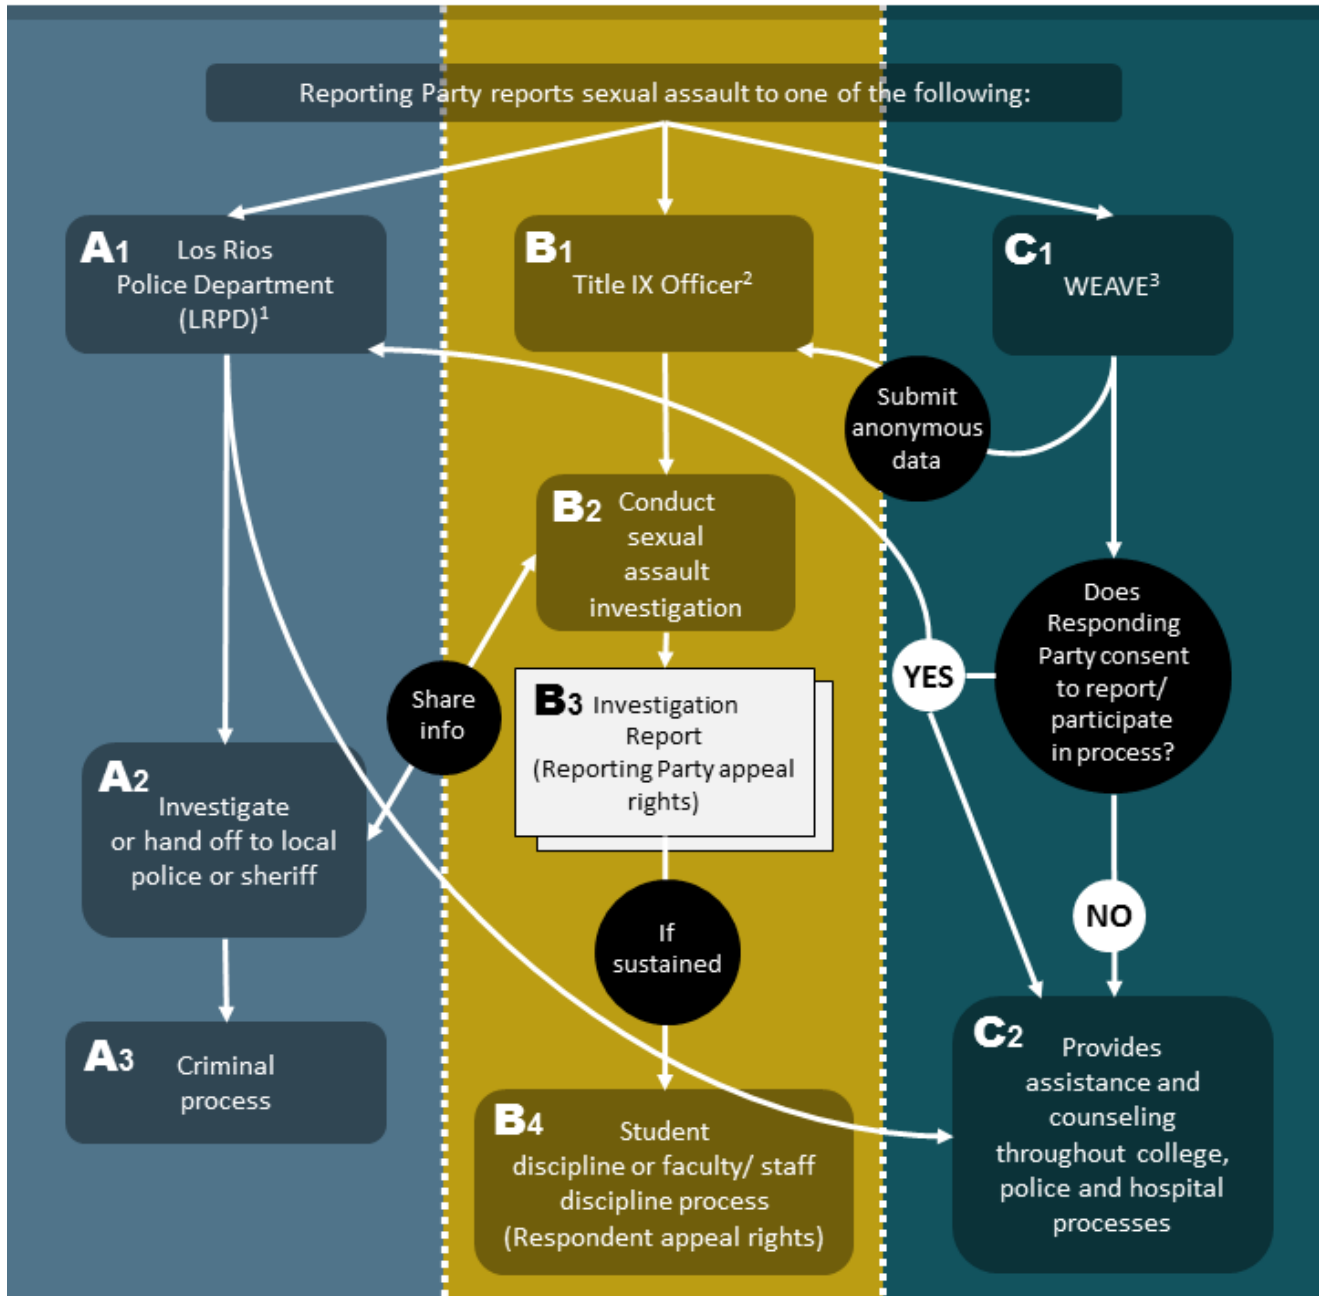 Reporting Party reports sexual assault to one of the following:
A1 Los Rios
Police Department
(LRPD)1
B1
Title IX Officer2
C1
WEAVE3
Submit
anonymous
data
B2 Conduct
sexual
assault
investigation
Does
Responding
Party consent
to report/
participate
in process?
YES
Share
info
B3 Investigation
Report
(Reporting Party appeal
rights)
A2
Investigate
or hand off to local
police or sheriff
NO
If
sustained
A3 Criminal
process
C2 Provides
assistance and
counseling
throughout college,
police and hospital
processes
B4 Student
discipline or faculty/ staff
discipline process
(Respondent appeal rights)